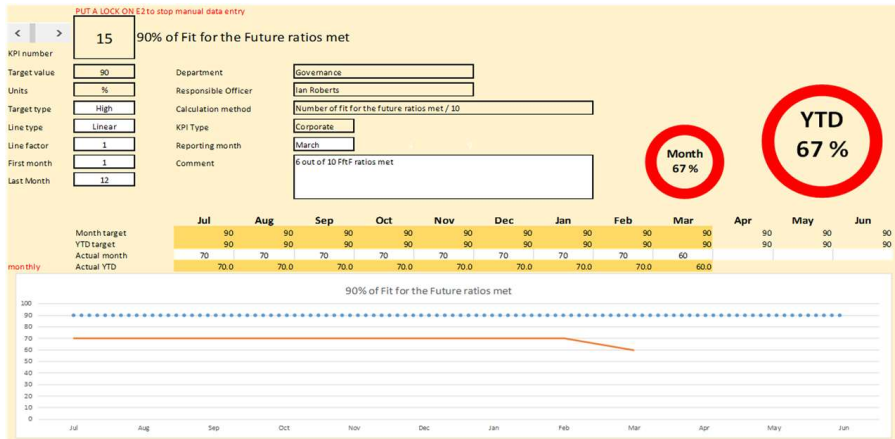 PUT A LOCK ON E2 to stop manual data entry
< >
KPI number
15 90% of Fit for the Future ratios met
Target value 90 Department Governance
Units % Responsible Officer Ian Roberts
Target type High Calculation method Number of fit for the future ratios met / 10
Line type Linear KPI Type Corporate
Line factor 1 Reporting month March
First month 1 Comment 6 out of 10 FftF ratios met
Last Month 12
Month
67 %
YTD
67 %
Jul Aug Sep Oct Nov Dec Jan Feb Mar Apr May Jun
Month target 90 90 90 90 90 90 90 90 90 90 90 90
YTD target 90 90 90 90 90 90 90 90 90 90 90 90
Actual month 70 70 70 70 70 70 70 70 60
monthly Actual YTD 70.0 70.0 70.0 70.0 70.0 70.0 70.0 70.0 60.0
90% of Fit for the Future ratios met
100
90
80
70
60
50
40
30
20
10
0
Jul Aug Sep Oct Nov Dec Jan Feb Mar Apr May Jun